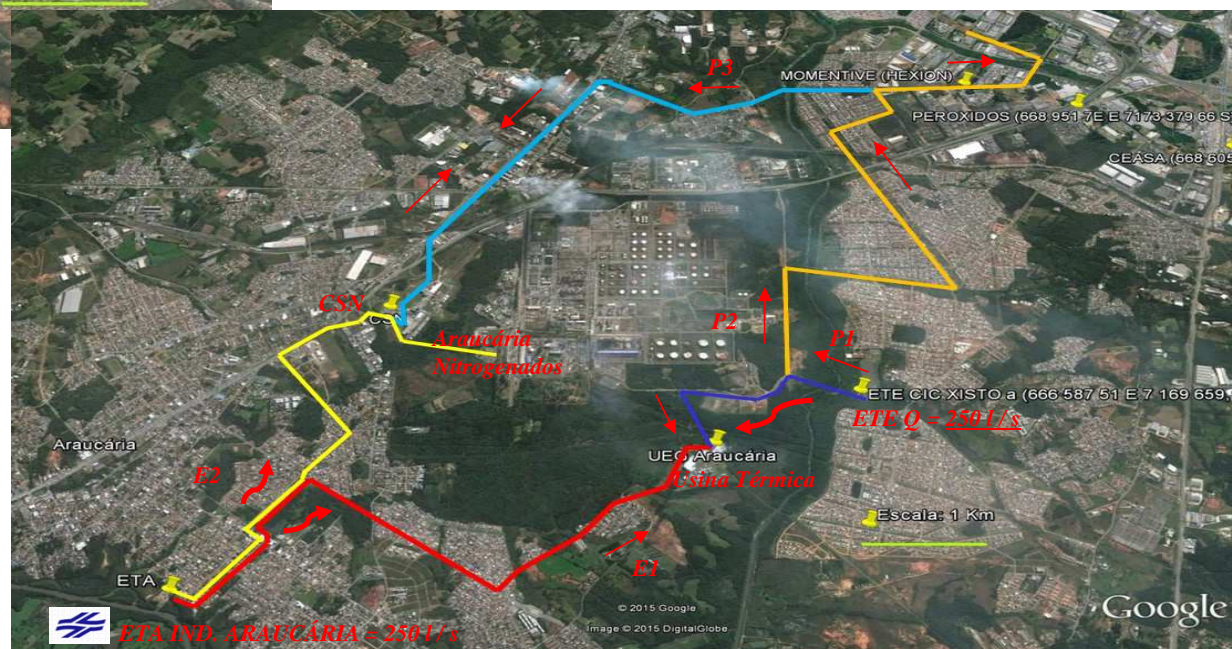 P3
MOMENTIVE (HEXION)
PEROXIDOS (668 951 7E E 7173 379 66 S
CEASA (668 605
CSN
Araucária
Nitrogenados
P2
P1
ETE CIC XISTO a (666 587 51 E 7 169 659,
ETE Q = 250 l / s
Araucária
UEG Araucária
Usina Térmica
E2
Escala: 1 Km
E1
ETA
© 2015 Google
Image © 2015 DigitalGlobe
Google
ETA IND. ARAUCÁRIA = 250 l / s